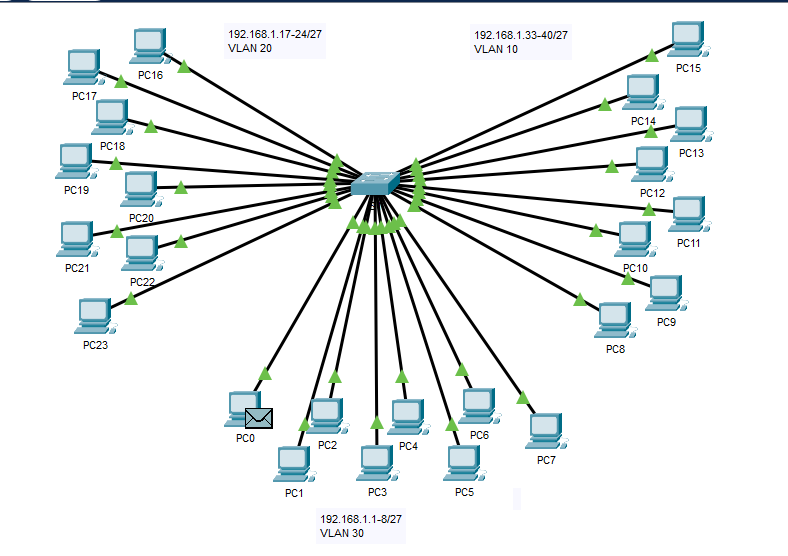 192.168.1.17-24/27
VLAN 20
192.168.1.33-40/27
VLAN 10
PC16
PC15
PC17
PC14
PC18
PC13
PC19
PC12
PC20
PC11
PC21
PC10
PC22
PC9
PC23
PC8
PC0
PC2
PC4
PC6
PC7
PC1
PC3
PC5
192.168.1.1-8/27
VLAN 30